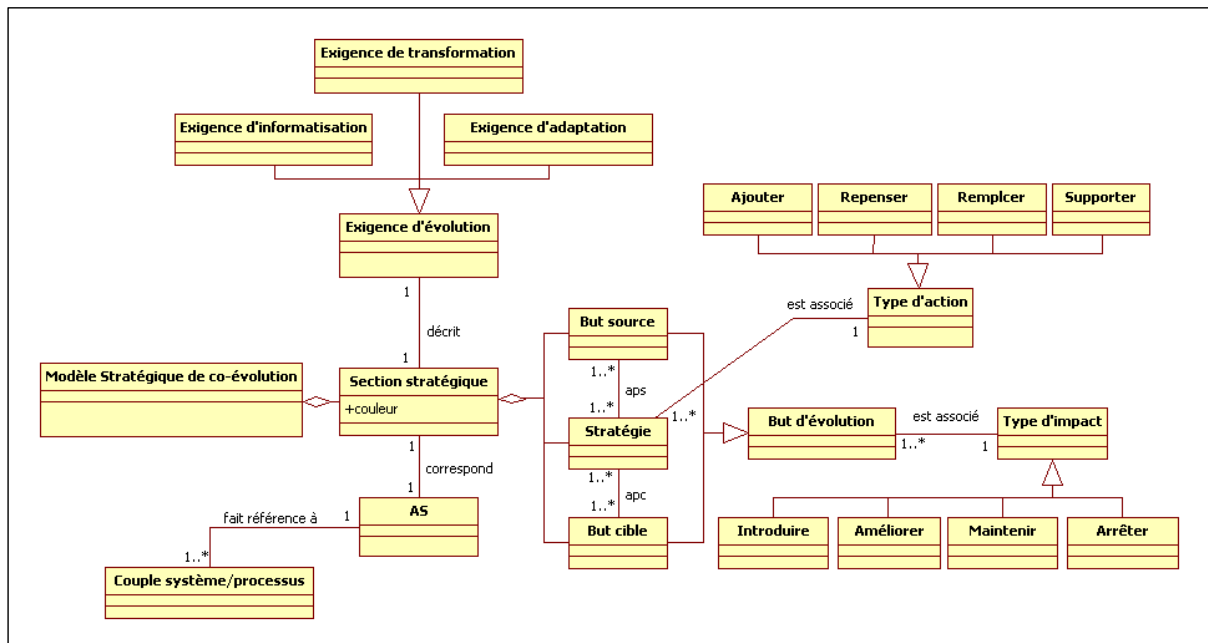 Exigence de transformation
Exigence d'informatisation
Exigence d'adaptation
Exigence d'évolution
1
décrit
1
Ajouter
Repenser
Remplcer
Supporter
Type d'action
est associé
1
1..*
Modèle Stratégique de co-évolution
Section stratégique
+couleur
But source
1..*
aps
1..*
Stratégie
1..*
apc
1..*
But cible
But d'évolution
est associé
1..*
1
Type d'impact
Introduire
Améliorer
Maintenir
Arrêter
1
correspond
1
AS
fait référence à
1
1..*
Couple système/processus